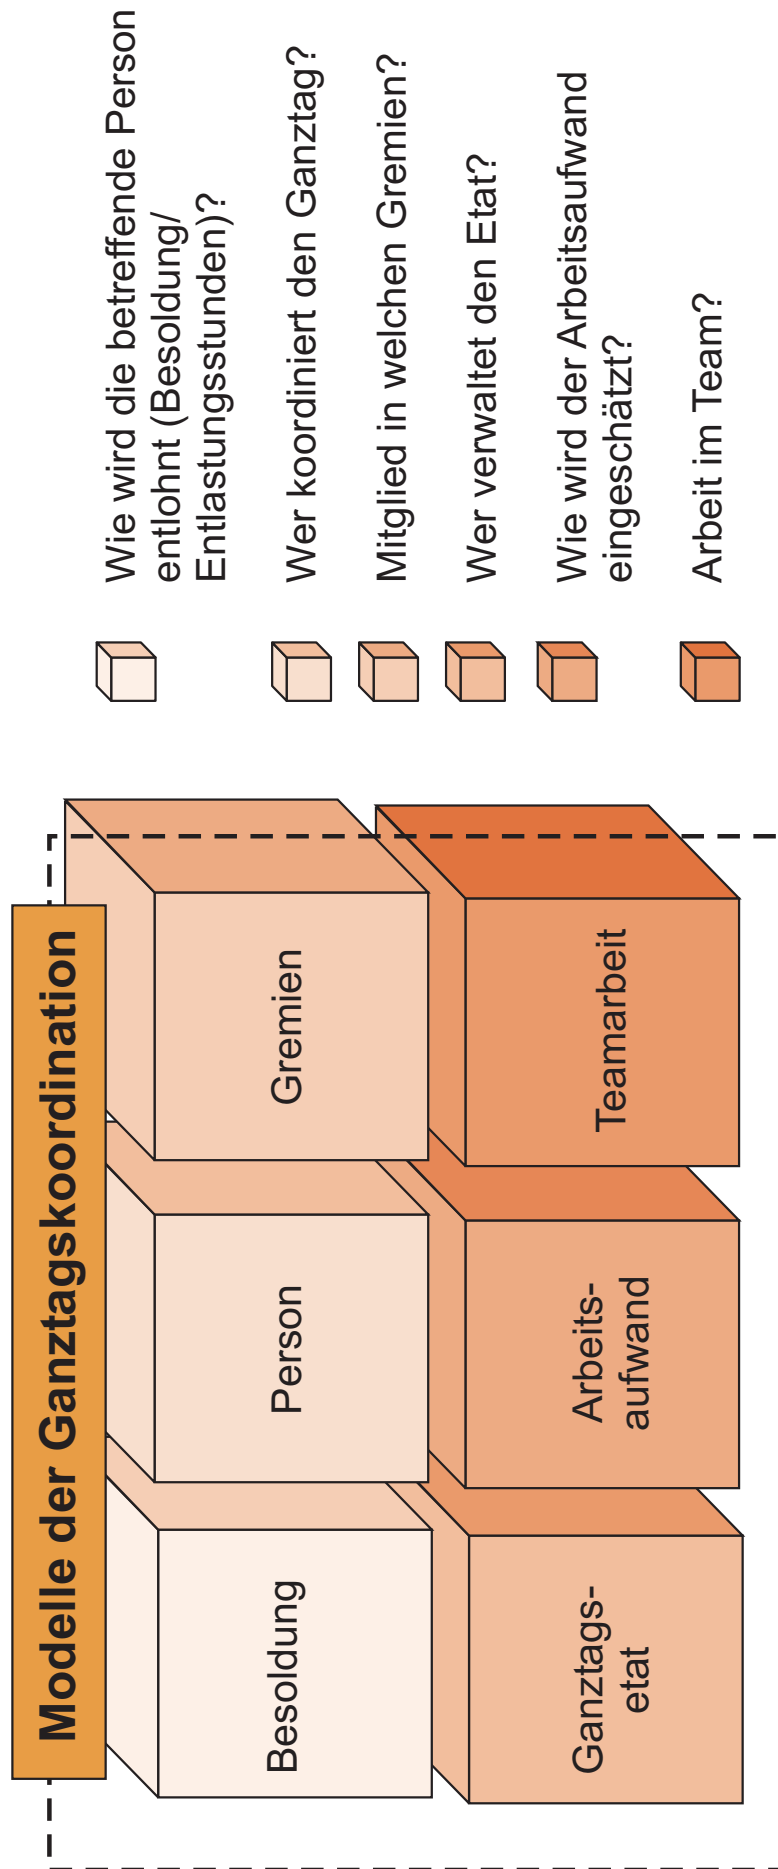 Modelle der Ganztagskoordination
Besoldung
Person
Gremien
Ganztags-
etat
Arbeits-
aufwand
Teamarbeit
Wie wird die betreffende Person
entlohnt (Besoldung/
Entlastungsstunden)?
Wer koordiniert den Ganztag?
Mitglied in welchen Gremien?
Wer verwaltet den Etat?
Wie wird der Arbeitsaufwand
eingeschätzt?
Arbeit im Team?